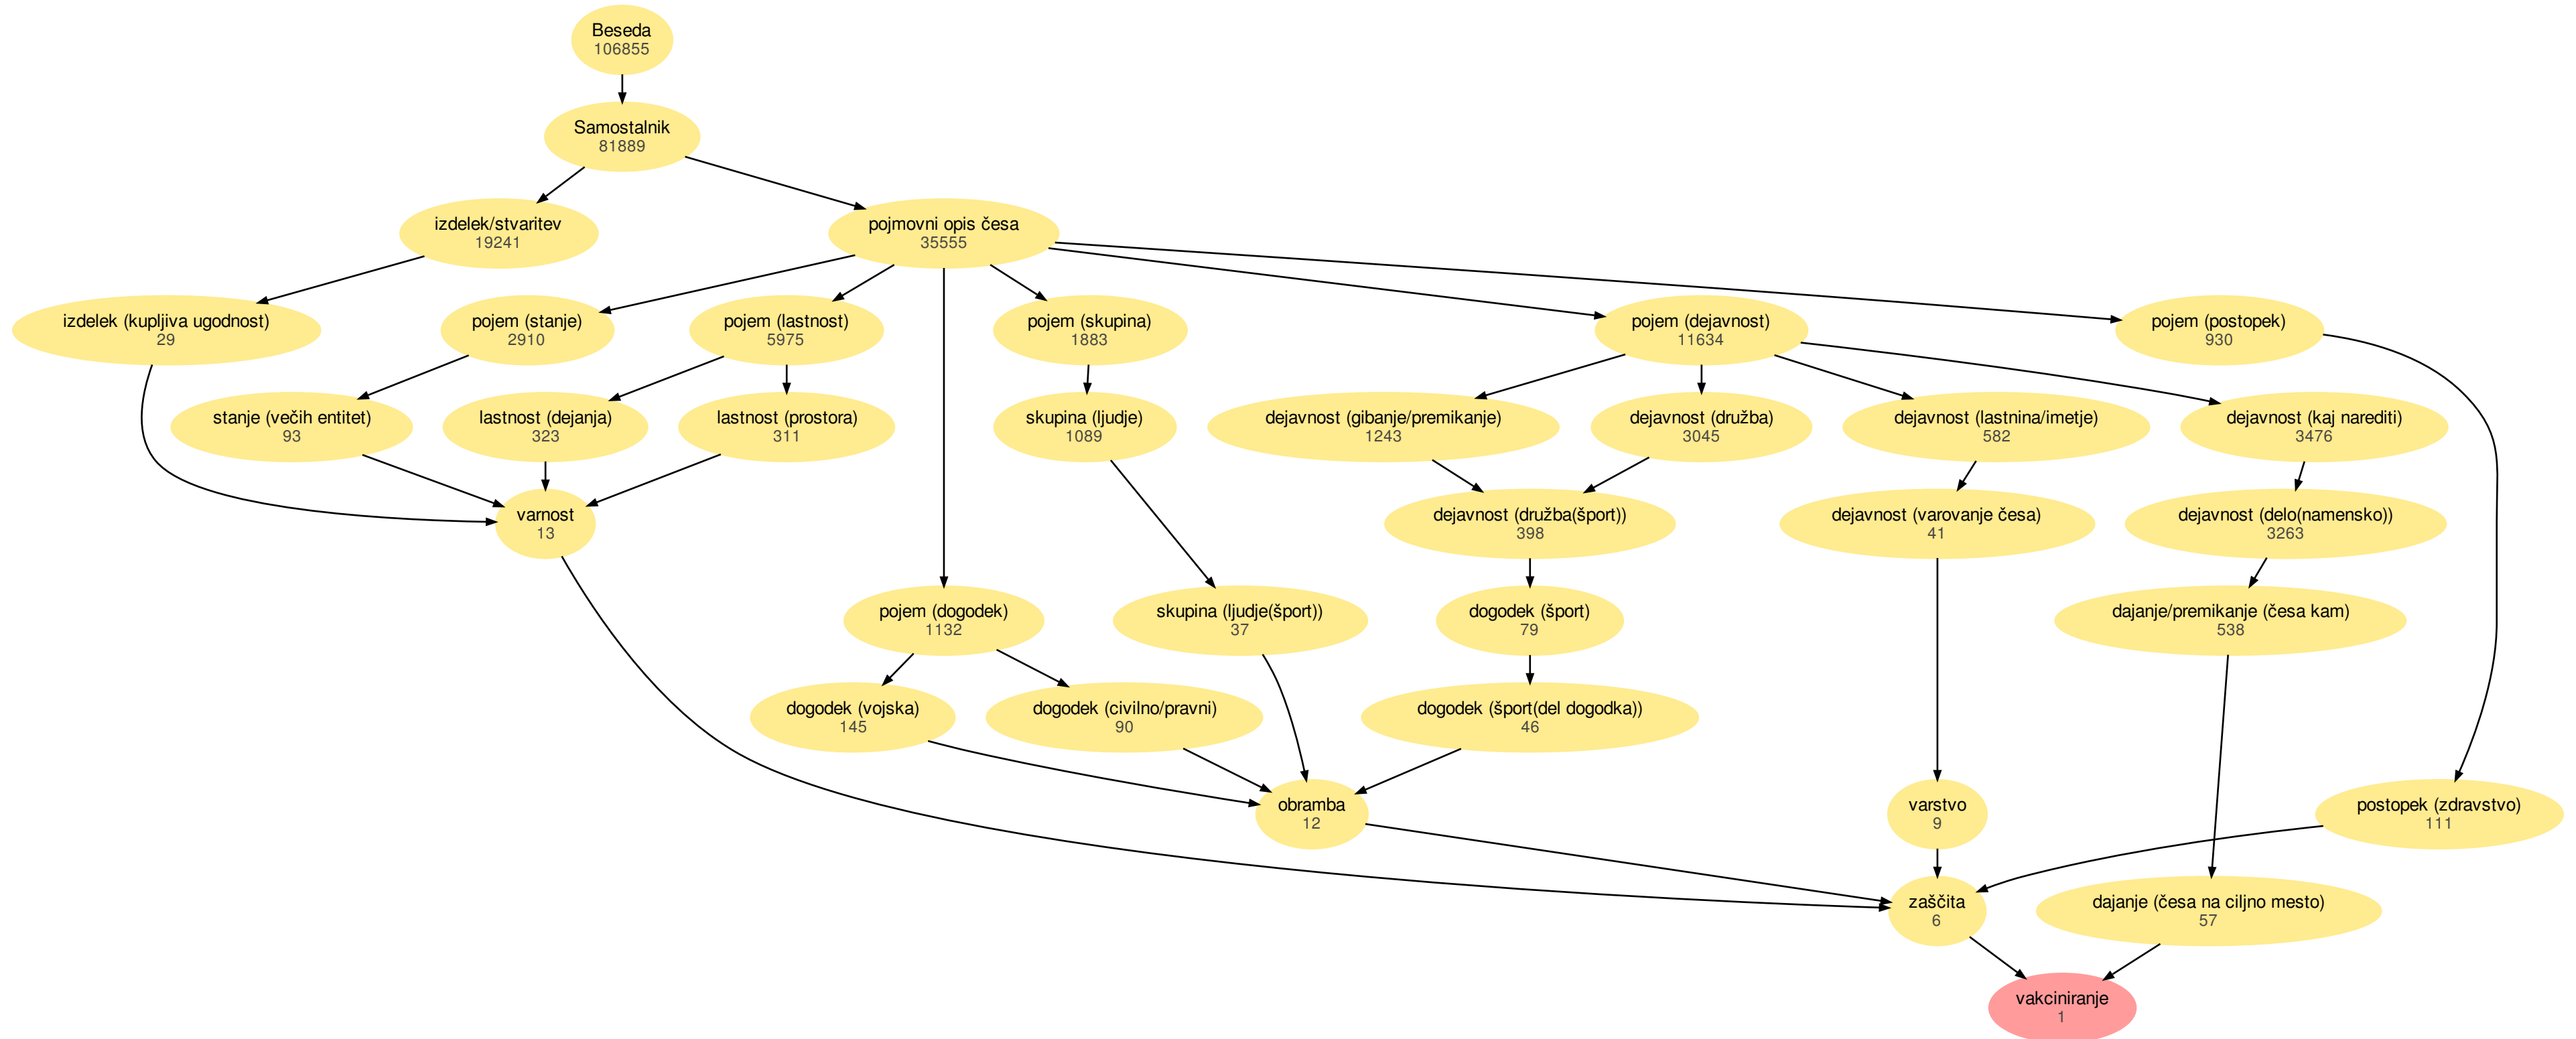 Beseda
106855
Samostalnik
81889
izdelek/stvaritev
19241
pojmovni opis česa
35555
izdelek (kupljiva ugodnost)
29
pojem (stanje)
2910
pojem (lastnost)
5975
pojem (skupina)
1883
pojem (dejavnost)
11634
pojem (postopek)
930
stanje (večih entitet)
93
lastnost (dejanja)
323
lastnost (prostora)
311
skupina (ljudje)
1089
dejavnost (gibanje/premikanje)
1243
dejavnost (družba)
3045
dejavnost (lastnina/imetje)
582
dejavnost (kaj narediti)
3476
varnost
13
dejavnost (družba(šport))
398
dejavnost (varovanje česa)
41
dejavnost (delo(namensko))
3263
pojem (dogodek)
1132
skupina (ljudje(šport))
37
dogodek (šport)
79
dajanje/premikanje (česa kam)
538
dogodek (vojska)
145
dogodek (civilno/pravni)
90
dogodek (šport(del dogodka))
46
obramba
12
varstvo
9
postopek (zdravstvo)
111
zaščita
6
dajanje (česa na ciljno mesto)
57
vakciniranje
1